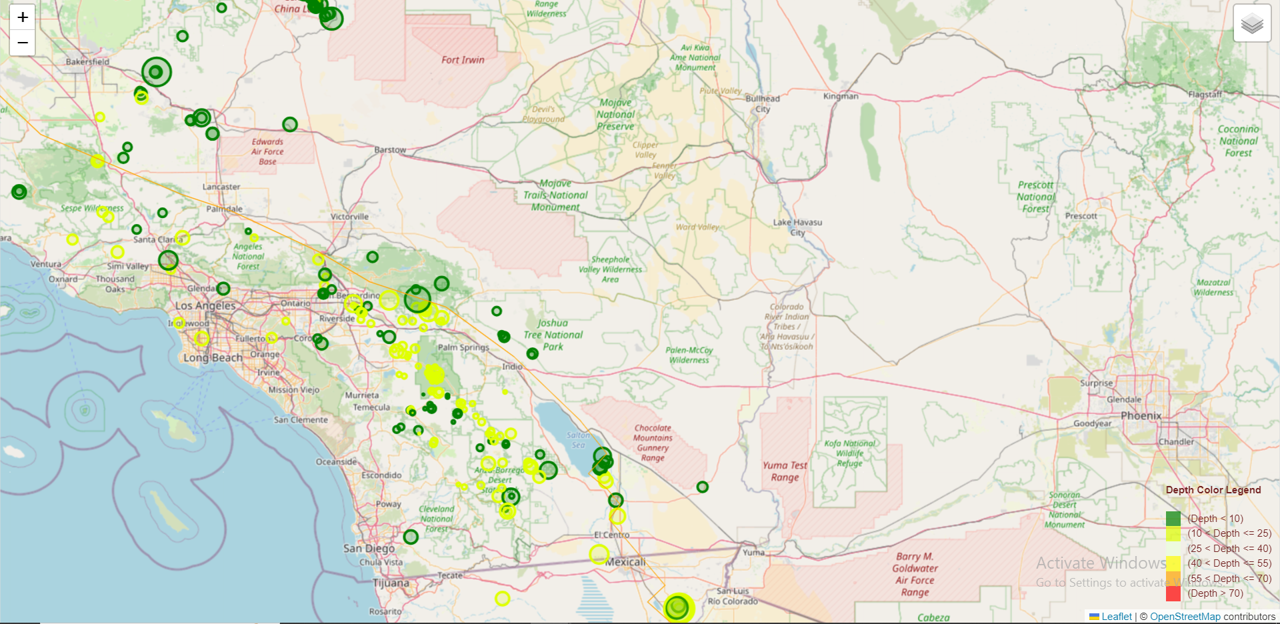 +
−
Range
Wilderness
China L
Bakersfield
Fort Irwin
Avi Kwa
Ame National
Monument
Piute Valley
Bullhead
City
Kingman
Flagstaff
Devil's
Playground
Mojave
National
Preserve
Clipper
Valley
Fenner
Valley
Coconino
National
Forest
Edwards
Air Force
Base
Barstow
Lancaster
Palmdale
Mojave
Trails National
Monument
Prescott
National
Forest
Prescott
Sespe Wilderness
Victorville
Lake Havasu
City
Ward Valley
Santa Clarita
Angeles
National
Forest
Ventura
Oxnard
Simi Valley
Thousand
Oaks
Sheephole
Valley Wilderness
Area
Mazatzal
Wilderness
Glendale
Los Angeles
Ontario
San Bernardino
Riverside
Colorado
River Indian
Tribes /
Aha Havasuu /
To Nts'ósikooh
Inglewood
Fullerton
Corona
Orange
Long Beach
Irvine
Palm Springs
Joshua
Tree National
Park
Palen-McCoy
Wilderness
Indio
Mission Viejo
Murrieta
Temecula
San Clemente
Surprise
Glendale
Phoenix
Goodyear
Chandler
Salton
Sea
Chocolate
Mountains
Gunnery
Range
Kofa National
Wildlife
Refuge
Yuma Test
Range
Oceanside
Escondido
Anza-Borrego
Desert
State
Poway
Cleveland
National
Forest
Sonoran
Desert
National
Monument
San Diego
Chula Vista
Tijuana
Tecate
Rosarito
El Centro
Mexicali
Yuma
San Luis
Río Colorado
Barry M.
Goldwater
Air Force
Range
Cabeza
Depth Color Legend
(Depth < 10)
(10 < Depth <= 25)
(25 < Depth <= 40)
(40 < Depth <= 55)
(55 < Depth <= 70)
(Depth > 70)
Activate Windows
Go to Settings to activate Windows.
Leaflet | © OpenStreetMap contributors